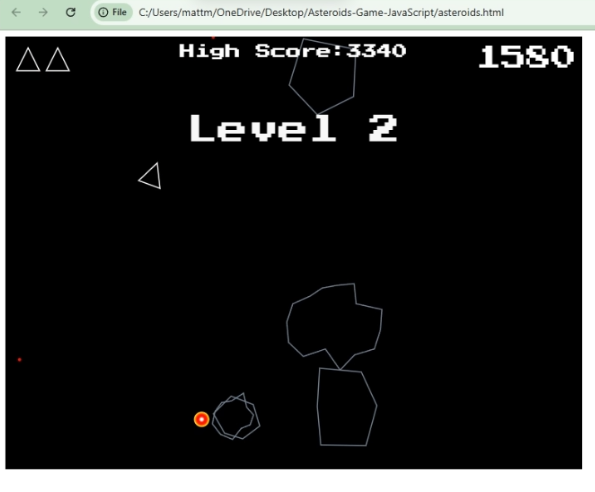 File C:/Users/mattm/OneDrive/Desktop/Asteroids-Game-JavaScript/asteroids.html
High Score:3340
1580
Level 2